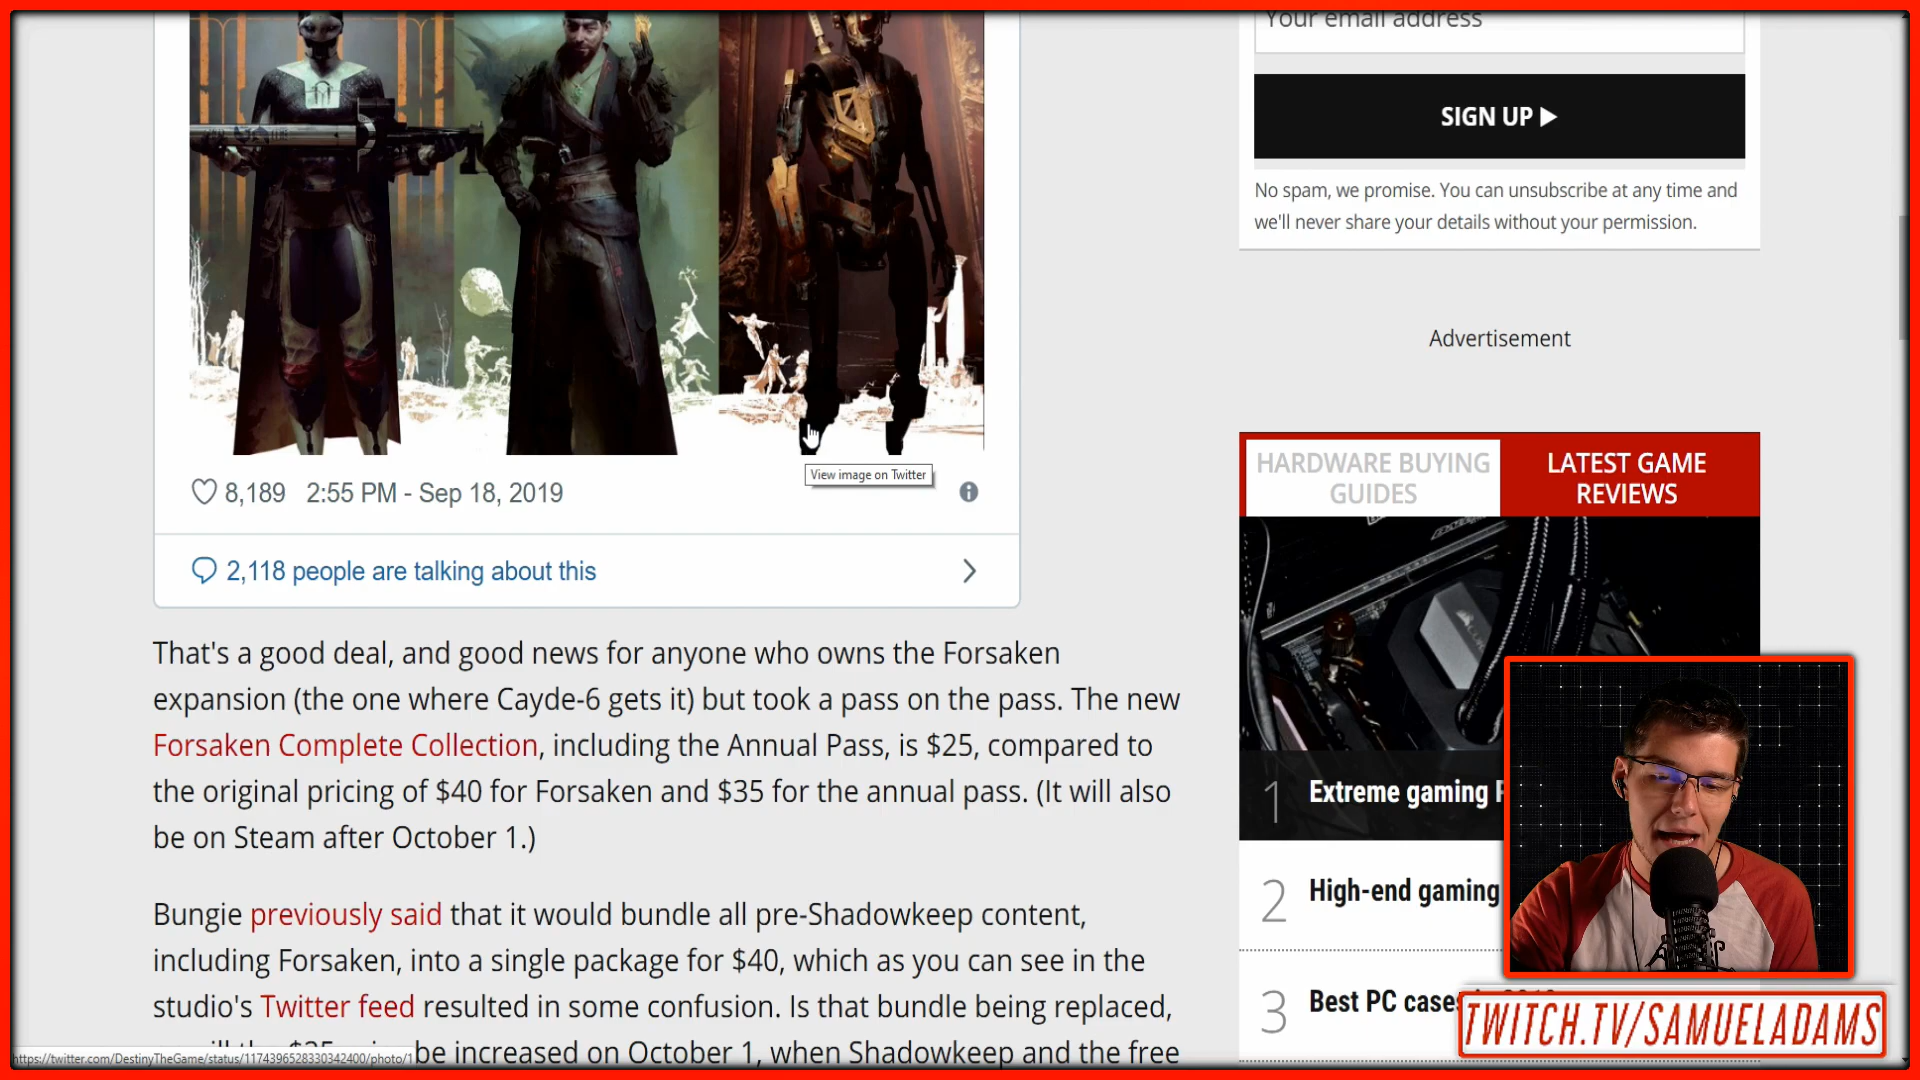 Your email address
SIGN UP
No spam, we promise. You can unsubscribe at any time and
we'll never share your details without your permission.
Advertisement
HARDWARE BUYING
GUIDES
LATEST GAME
REVIEWS
View image on Twitter
8,189 2:55 PM - Sep 18, 2019
2,118 people are talking about this
That's a good deal, and good news for anyone who owns the Forsaken
expansion (the one where Cayde-6 gets it) but took a pass on the pass. The new
Forsaken Complete Collection, including the Annual Pass, is $25, compared to
the original pricing of $40 for Forsaken and $35 for the annual pass. (It will also
be on Steam after October 1.)
Bungie previously said that it would bundle all pre-Shadowkeep content,
including Forsaken, into a single package for $40, which as you can see in the
studio's Twitter feed resulted in some confusion. Is that bundle being replaced,
be increased on October 1, when Shadowkeep and the free
https://twitter.com/DestinyTheGame/status/1174396528330342400/photo/1
1 Extreme gaming
2 High-end gaming
3 Best PC cases
TWITCH.TV/SAMUELADAMS